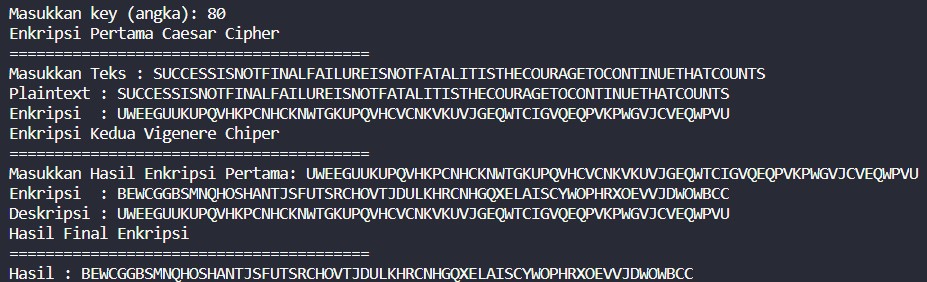 Masukkan key (angka): 80
Enkripsi Pertama Caesar Cipher
========================================
Masukkan Teks : SUCCESSISNOTFINALFAILUREISNOTFATALITISTHECOURAGETOCONTINUETHATCOUNTS
Plaintext : SUCCESSISNOTFINALFAILUREISNOTFATALITISTHECOURAGETOCONTINUETHATCOUNTS
Enkripsi  : UWEEGUUKUPQVHKPCNHCKNWTGKUPQVHCVCNKVKUVJGEQWTCIGVQEQPVKPWGVJCVEQWPVU
Enkripsi Kedua Vigenere Chiper
========================================
Masukkan Hasil Enkripsi Pertama: UWEEGUUKUPQVHKPCNHCKNWTGKUPQVHCVCNKVKUVJGEQWTCIGVQEQPVKPWGVJCVEQWPVU
Enkripsi  : BEWCGGBSMNQHOSHANTJSFUTSRCHOVTJDULKHRCNHGQXELAISCYWOPHRXOEVVJDWOWBCC
Deskripsi : UWEEGUUKUPQVHKPCNHCKNWTGKUPQVHCVCNKVKUVJGEQWTCIGVQEQPVKPWGVJCVEQWPVU
Hasil Final Enkripsi
========================================
Hasil : BEWCGGBSMNQHOSHANTJSFUTSRCHOVTJDULKHRCNHGQXELAISCYWOPHRXOEVVJDWOWBCC